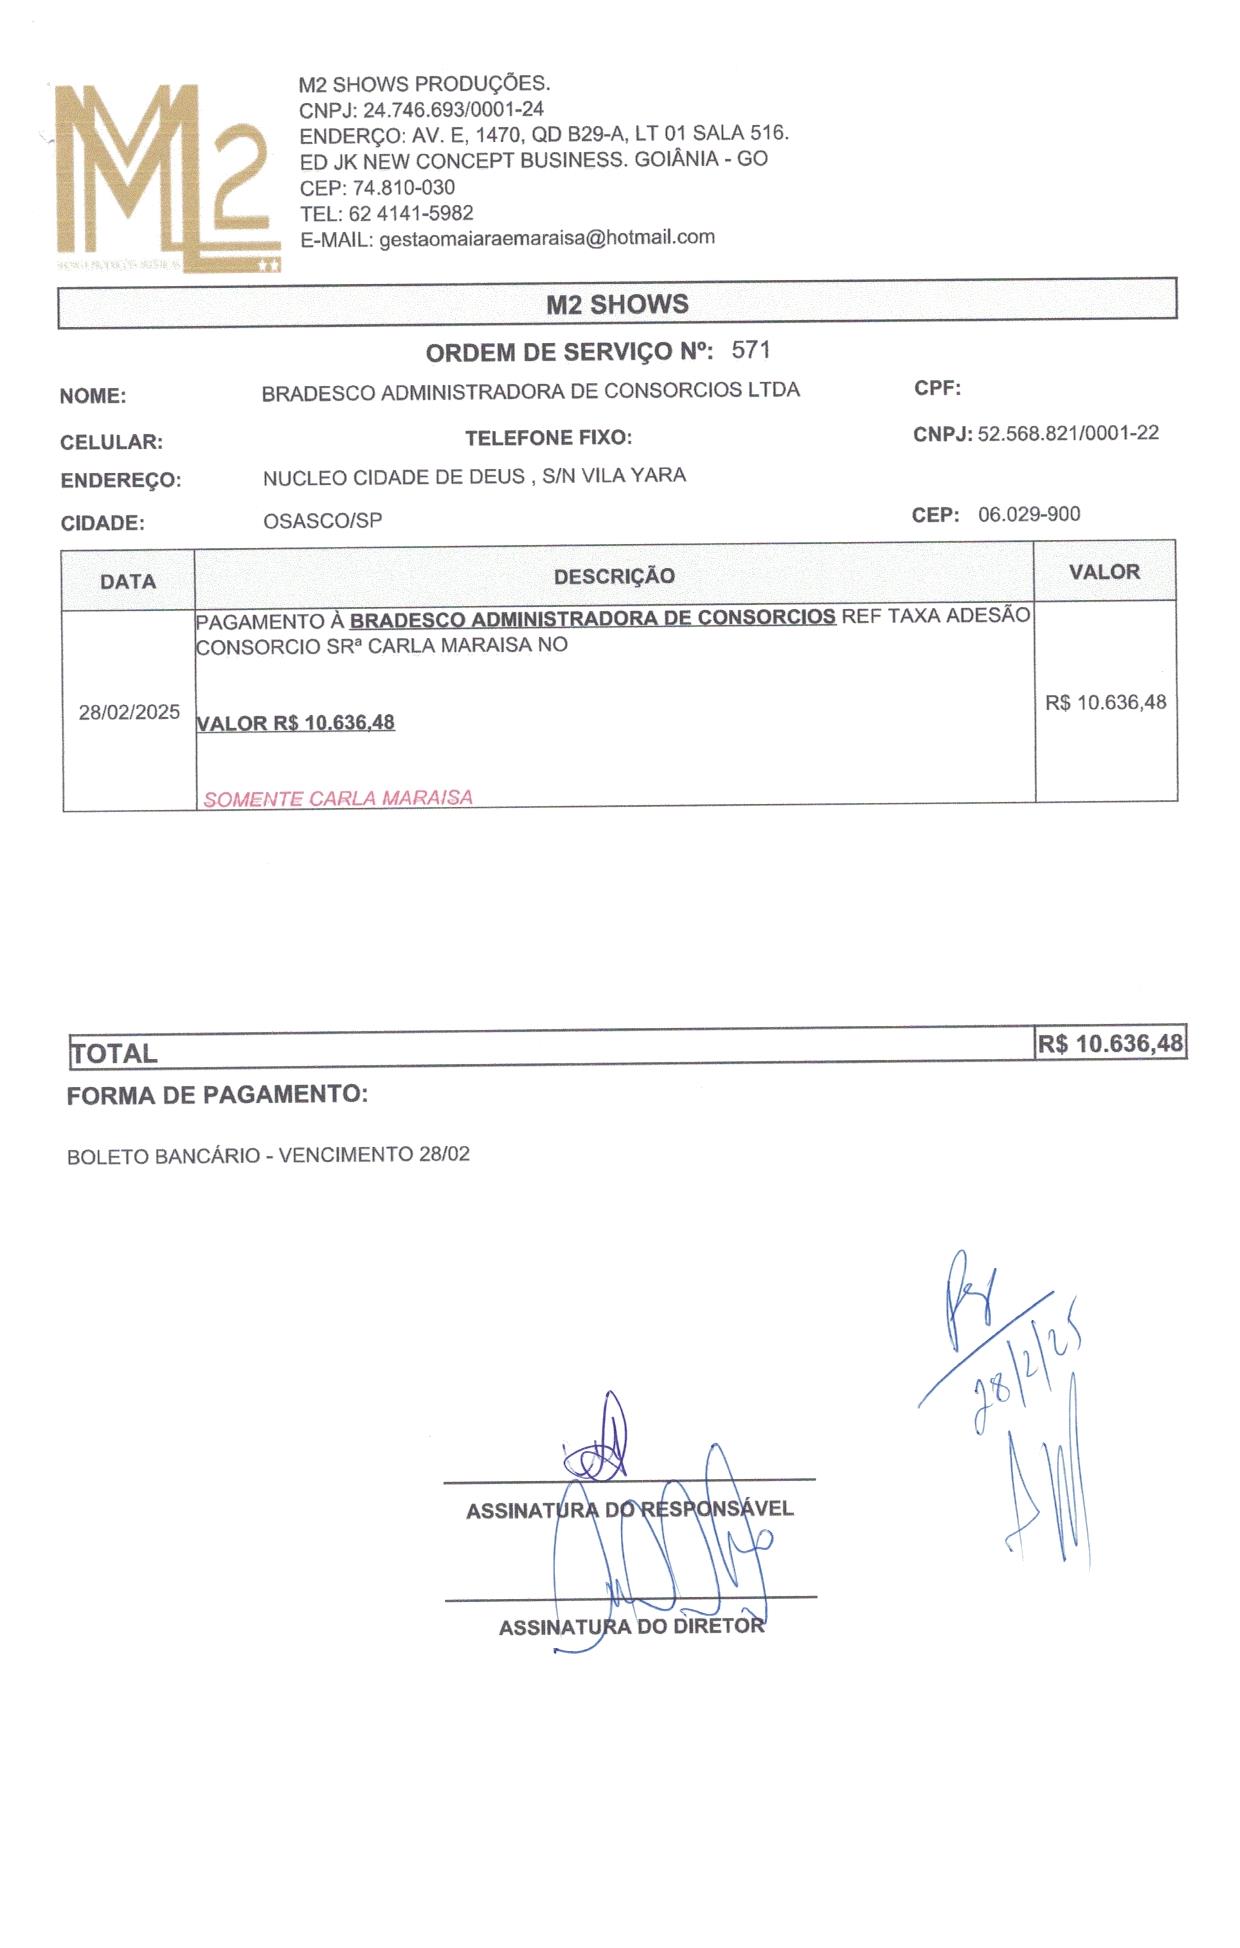 M2 SHOWS PRODUÇÕES.
CNPJ: 24.746.693/0001-24
ENDERÇO: AV. E, 1470, QD B29-A, LT 01 SALA 516.
ED JK NEW CONCEPT BUSINESS. GOIÂNIA - GO
CEP: 74.810-030
TEL: 62 4141-5982
E-MAIL: gestaomaiaraemaraisa@hotmail.com
M2 SHOWS
ORDEM DE SERVIÇO Nº: 571
NOME: BRADESCO ADMINISTRADORA DE CONSORCIOS LTDA CPF:
CELULAR: TELEFONE FIXO: CNPJ: 52.568.821/0001-22
ENDEREÇO: NUCLEO CIDADE DE DEUS , S/N VILA YARA
CIDADE: OSASCO/SP CEP: 06.029-900
DATA DESCRIÇÃO VALOR
PAGAMENTO À BRADESCO ADMINISTRADORA DE CONSORCIOS REF TAXA ADESÃO
CONSORCIO SRª CARLA MARAISA NO
28/02/2025 VALOR R$ 10.636,48 R$ 10.636,48
SOMENTE CARLA MARAISA
TOTAL R$ 10.636,48
FORMA DE PAGAMENTO:
BOLETO BANCÁRIO - VENCIMENTO 28/02
28/2/25
ASSINATURA DO RESPONSÁVEL
ASSINATURA DO DIRETOR